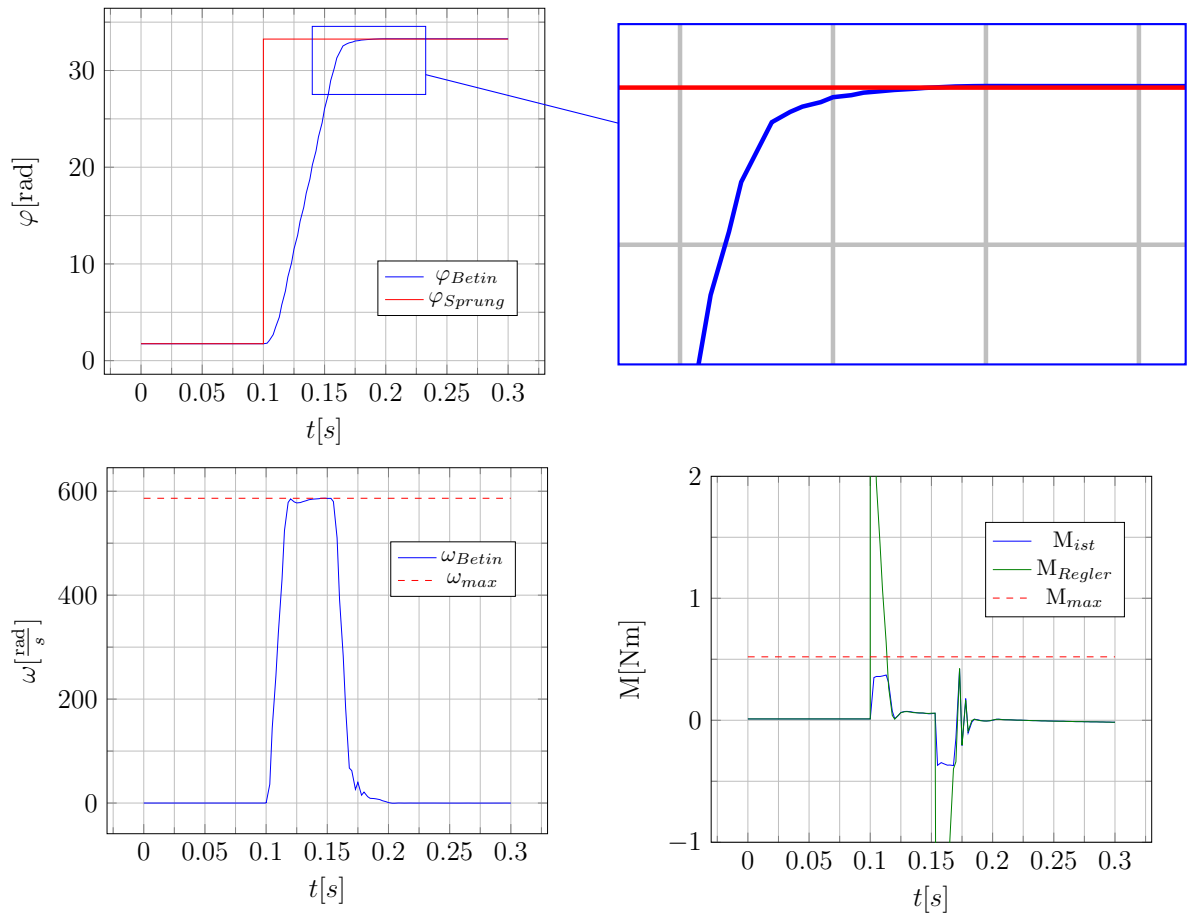 30
20
10
0
φ[rad]
φBetin
φSprung
0 0.05 0.1 0.15 0.2 0.25 0.3
t[s]
600
400
200
0
ω[rad/s]
ωBetin
ωmax
0 0.05 0.1 0.15 0.2 0.25 0.3
t[s]
2
1
0
−1
M[Nm]
Mist
MRegler
Mmax
0 0.05 0.1 0.15 0.2 0.25 0.3
t[s]